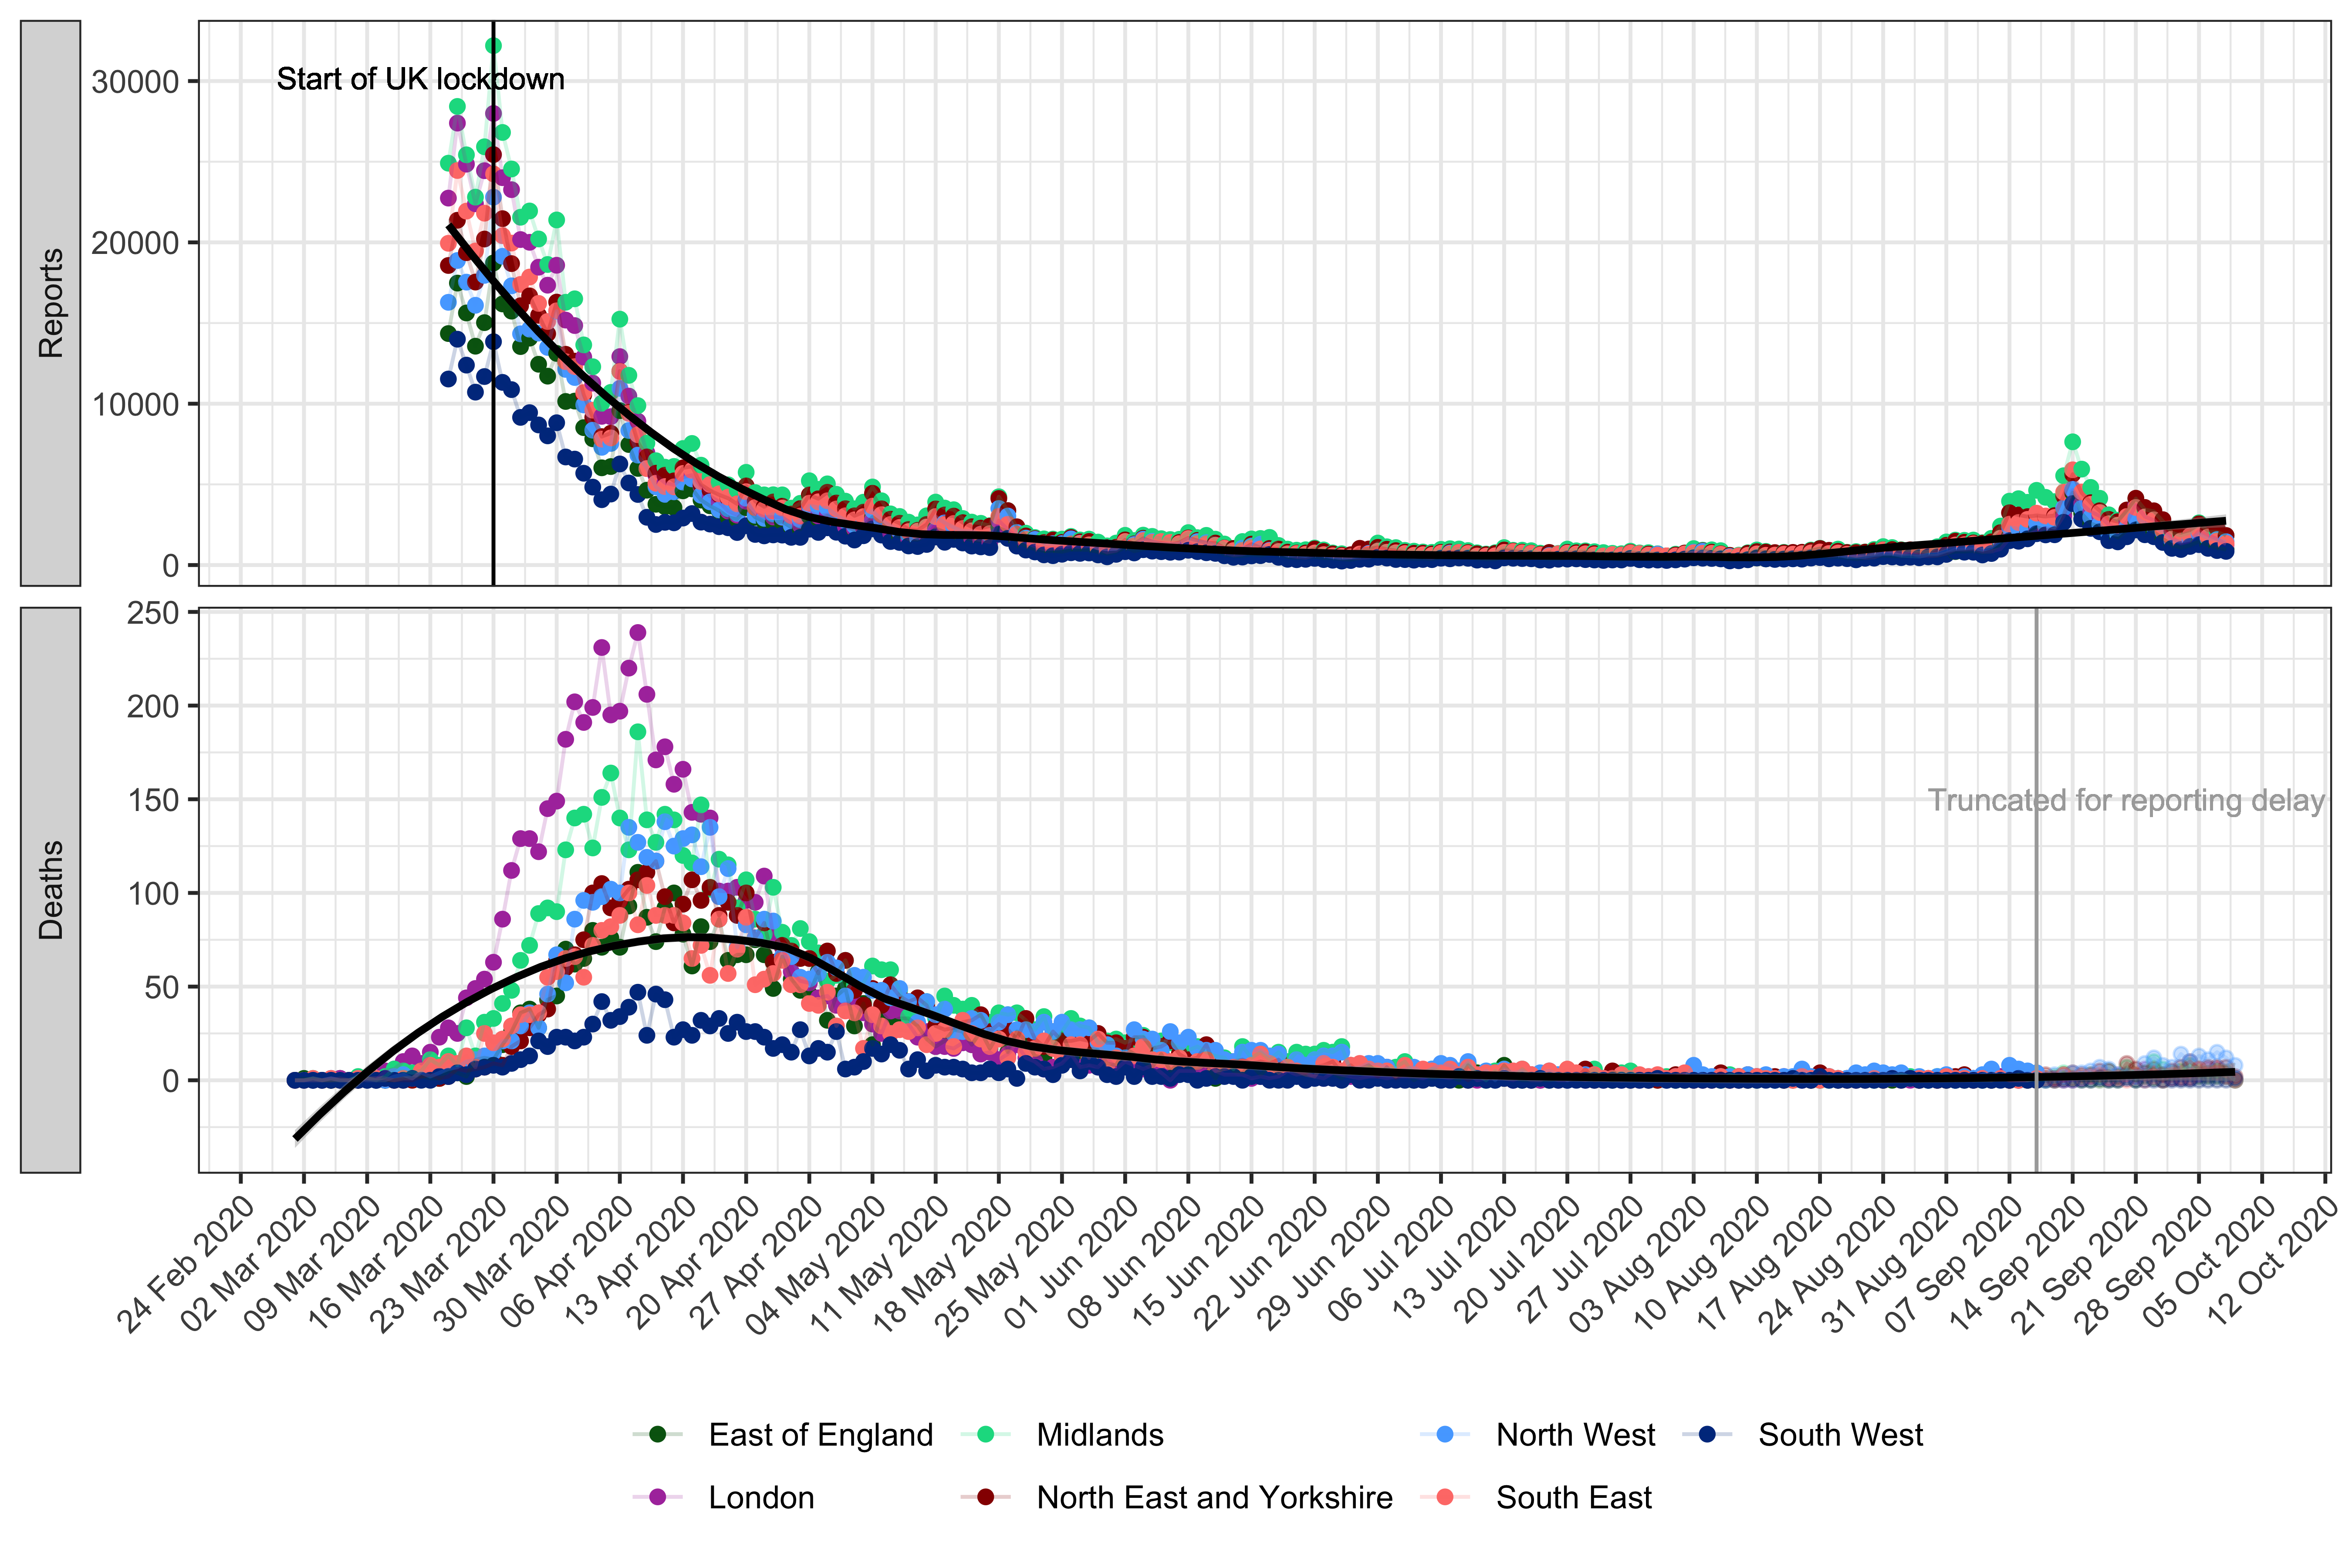 Reports
30000
20000
10000
0
Start of UK lockdown
Deaths
250
200
150
100
50
0
Truncated for reporting delay
24 Feb 2020
02 Mar 2020
09 Mar 2020
16 Mar 2020
23 Mar 2020
30 Mar 2020
06 Apr 2020
13 Apr 2020
20 Apr 2020
27 Apr 2020
04 May 2020
11 May 2020
18 May 2020
25 May 2020
01 Jun 2020
08 Jun 2020
15 Jun 2020
22 Jun 2020
29 Jun 2020
06 Jul 2020
13 Jul 2020
20 Jul 2020
27 Jul 2020
03 Aug 2020
10 Aug 2020
17 Aug 2020
24 Aug 2020
31 Aug 2020
07 Sep 2020
14 Sep 2020
21 Sep 2020
28 Sep 2020
05 Oct 2020
12 Oct 2020
East of England
Midlands
North West
South West
London
North East and Yorkshire
South East